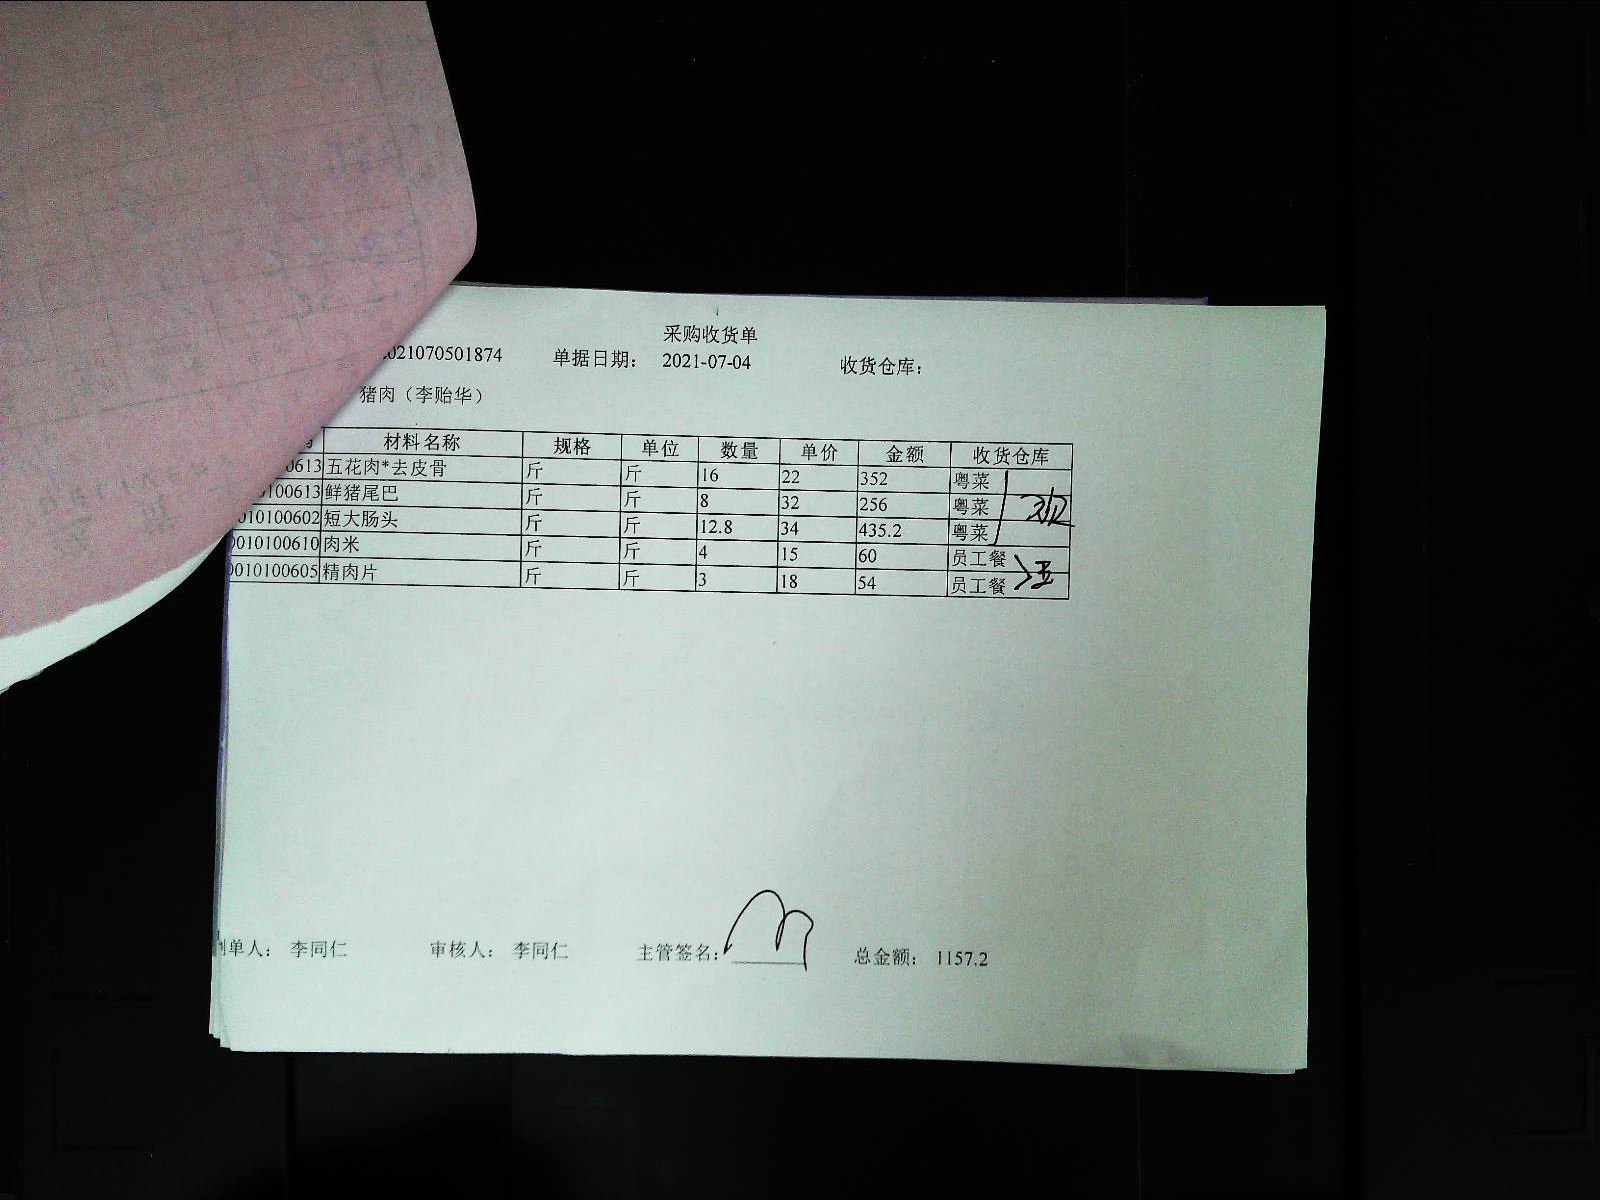 采购收货单
021070501874 单据日期： 2021-07-04 收货仓库：
猪肉（李贻华）
材料名称 规格 单位 数量 单价 金额 收货仓库
0613 五花肉*去皮骨 斤 斤 16 22 352 粤菜
0100613 鲜猪尾巴 斤 斤 8 32 256 粤菜
010100602 短大肠头 斤 斤 12.8 34 435.2 粤菜
0010100610 肉米 斤 斤 4 15 60 员工餐
0010100605 精肉片 斤 斤 3 18 54 员工餐
制单人： 李同仁 审核人： 李同仁 主管签名： 总金额： 1157.2